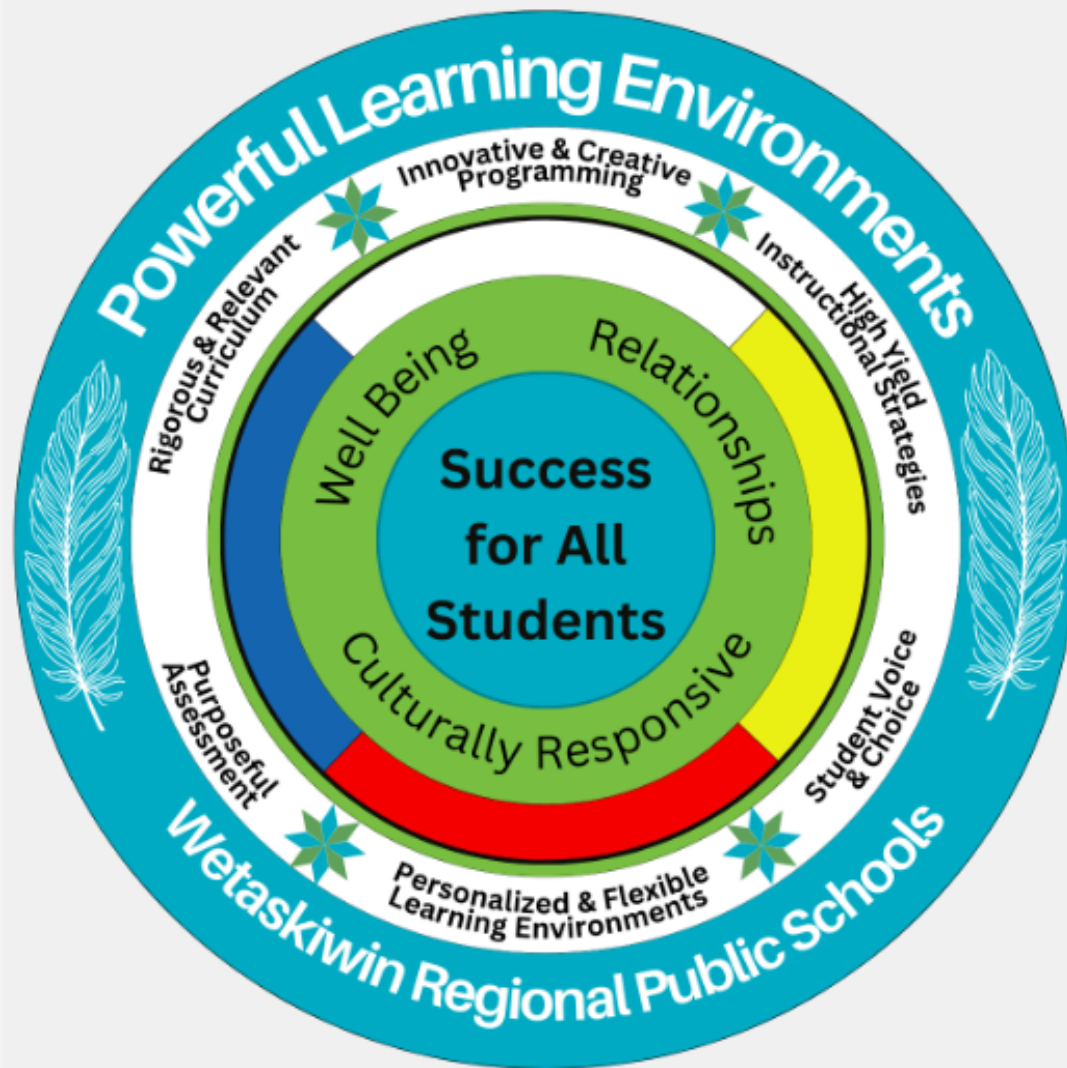 Powerful Learning Environments
Innovative & Creative
Programming
Rigorous & Relevant
Curriculum
High Yield
Instructional Strategies
Well Being
Relationships
Success
for All
Students
Culturally Responsive
Purposeful
Assessment
Student Voice
& Choice
Personalized & Flexible
Learning Environments
Wetaskiwin Regional Public Schools